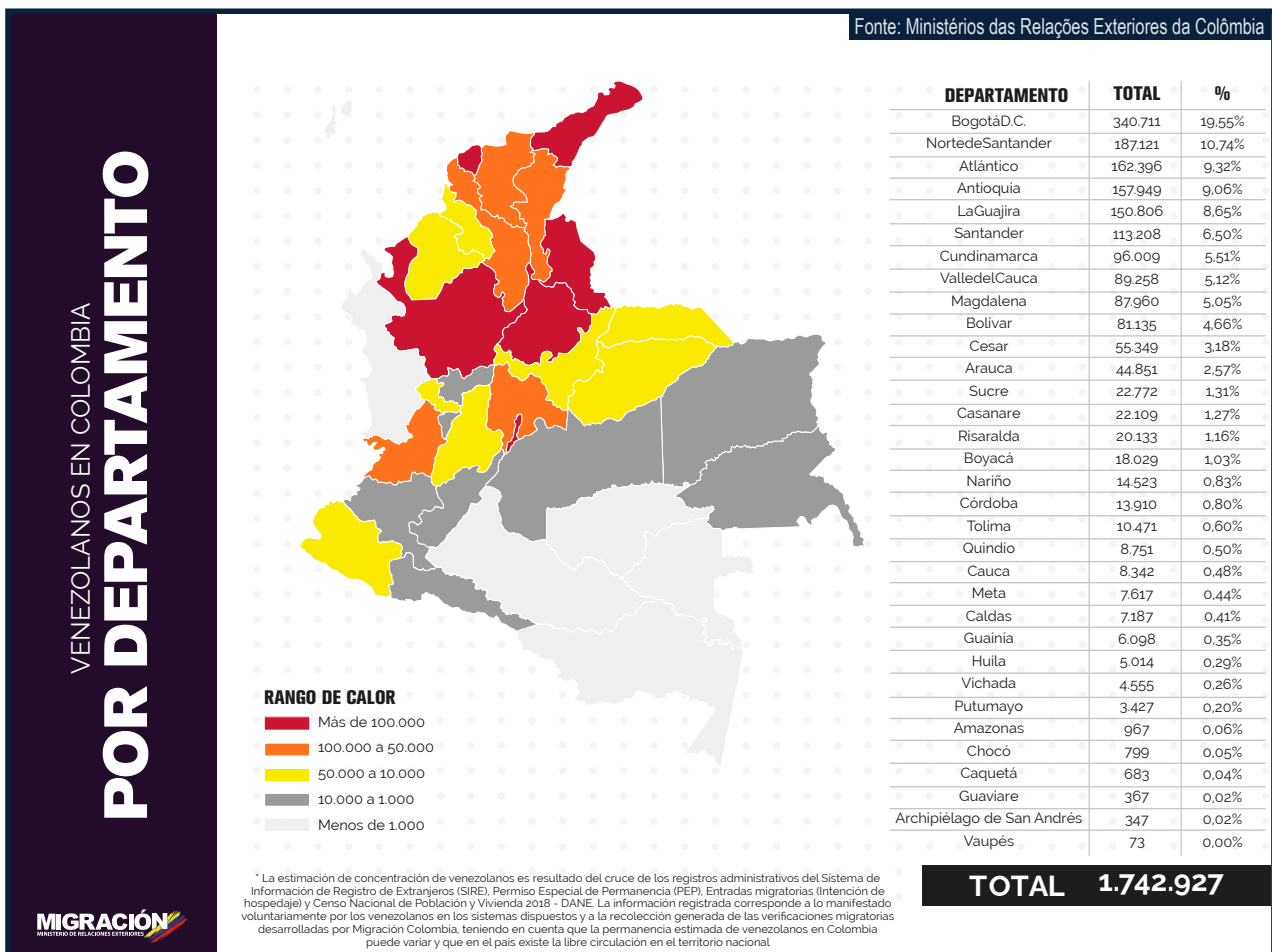 Fonte: Ministérios das Relações Exteriores da Colômbia
VENEZOLANOS EN COLOMBIA
POR DEPARTAMENTO
DEPARTAMENTO TOTAL %
BogotáD.C. 340.711 19,55%
NortedeSantander 187.121 10,74%
Atlántico 162.396 9,32%
Antioquia 157.949 9,06%
LaGuajira 150.806 8,65%
Santander 113.208 6,50%
Cundinamarca 96.009 5,51%
ValledelCauca 89.258 5,12%
Magdalena 87.960 5,05%
Bolívar 81.135 4,66%
Cesar 55.349 3,18%
Arauca 44.851 2,57%
Sucre 22.772 1,31%
Casanare 22.109 1,27%
Risaralda 20.133 1,16%
Boyacá 18.029 1,03%
Nariño 14.523 0,83%
Córdoba 13.910 0,80%
Tolima 10.471 0,60%
Quindío 8.751 0,50%
Cauca 8.342 0,48%
Meta 7.617 0,44%
Caldas 7.187 0,41%
Guainía 6.098 0,35%
Huila 5.014 0,29%
Vichada 4.555 0,26%
Putumayo 3.427 0,20%
Amazonas 967 0,06%
Chocó 799 0,05%
Caquetá 683 0,04%
Guaviare 367 0,02%
Archipiélago de San Andrés 347 0,02%
Vaupés 73 0,00%
TOTAL 1.742.927
RANGO DE CALOR
Más de 100.000
100.000 a 50.000
50.000 a 10.000
10.000 a 1.000
Menos de 1.000
* La estimación de concentración de venezolanos es resultado del cruce de los registros administrativos del Sistema de
Información de Registro de Extranjeros (SIRE), Permiso Especial de Permanencia (PEP), Entradas migratorias (Intención de
hospedaje) y Censo Nacional de Población y Vivienda 2018 - DANE. La información registrada corresponde a lo manifestado
voluntariamente por los venezolanos en los sistemas dispuestos y a la recolección generada de las verificaciones migratorias
desarrolladas por Migración Colombia, teniendo en cuenta que la permanencia estimada de venezolanos en Colombia
puede variar y que en el país existe la libre circulación en el territorio nacional
MIGRACIÓN
MINISTERIO DE RELACIONES EXTERIORES